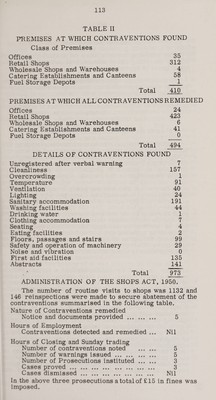 113
TABLE II
PREMISES AT WHICH CONTRAVENTIONS FOUND
Class of Premises
Offices 35
Retail Shops 312
Wholesale Shops and Warehouses 4
Catering Establishments and Canteens 58
Fuel Storage Depots 1
Total 410
PREMISES AT WHICH ALL CONTRAVENTIONS REMEDIED
Offices 24
Retail Shops 423
Wholesale Shops and Warehouses 6
Catering Establishments and Canteens 41
Fuel Storage Depots 0
Total 494
DETAILS OF CONTRAVENTIONS FOUND
Unregistered after verbal warning 7
Cleanliness 157
Overcrowding 1
Temperature 91
Ventilation 40
Lighting 24
Sanitary accommodation 191
Washing facilities 44
Drinking water 1
Clothing accommodation 7
Seating 4
Eating facilities 2
Floors, passages and stairs 99
Safety and operation of machinery 29
Noise and vibration 0
First aid facilities 135
Abstracts 141
Total 973
ADMINISTRATION OF THE SHOPS ACT, 1950.
The number of routine visits to shops was 1132 and
146 reinspections were made to secure abatement of the
contraventions summarised in the following table.
Nature of Contraventions remedied
Notice and documents provided ... ... ... 5
Hours of Employment
Contraventions detected and remedied ... Nil
Hours of Closing and Sunday trading
Number of contraventions noted ... ... 5
Number of warnings issued ... ... ... ... 5
Number of Prosecutions instituted ... ... 3
Cases proved ... ... ... ... ... ... ... 3
Cases dismissed ... ... ... ... ... ... Nil
In the above three prosecutions a total of £15 in fines was
imposed.